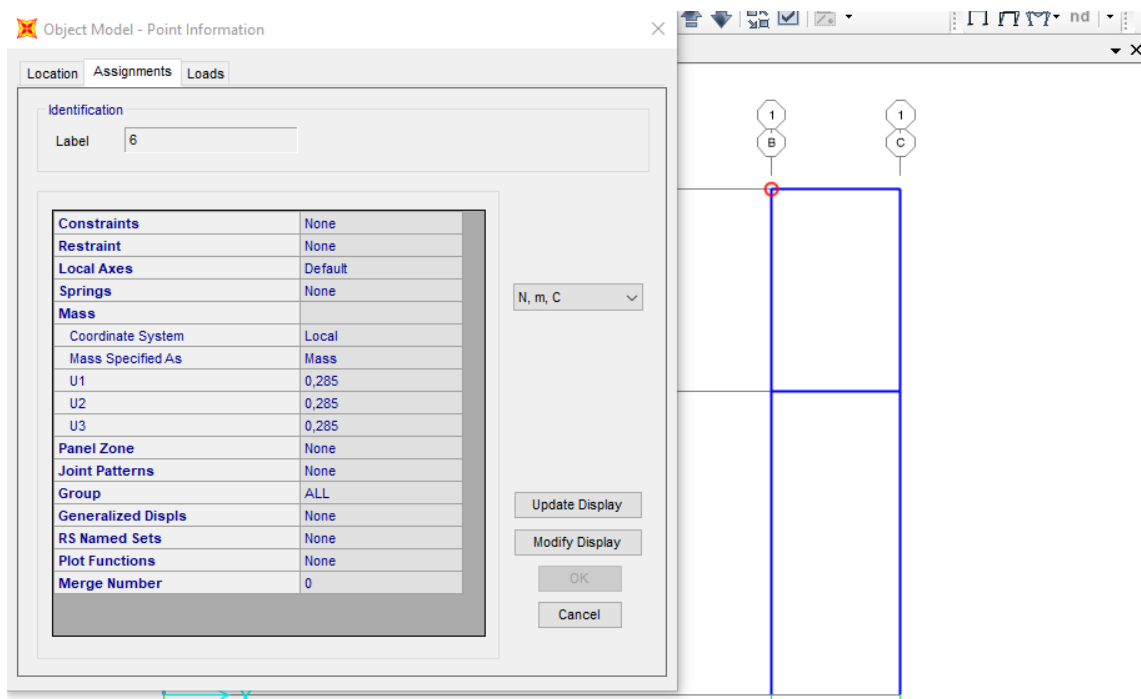 Object Model - Point Information
nd
Location Assignments Loads
Identification
Label 6
1 1
B C
Constraints None
Restraint None
Local Axes Default
Springs None
N, m, C
Mass
Coordinate System Local
Mass Specified As Mass
U1 0,285
U2 0,285
U3 0,285
Panel Zone None
Joint Patterns None
Group ALL
Generalized Displs None
Update Display
RS Named Sets None
Modify Display
Plot Functions None
Merge Number 0
OK
Cancel
X